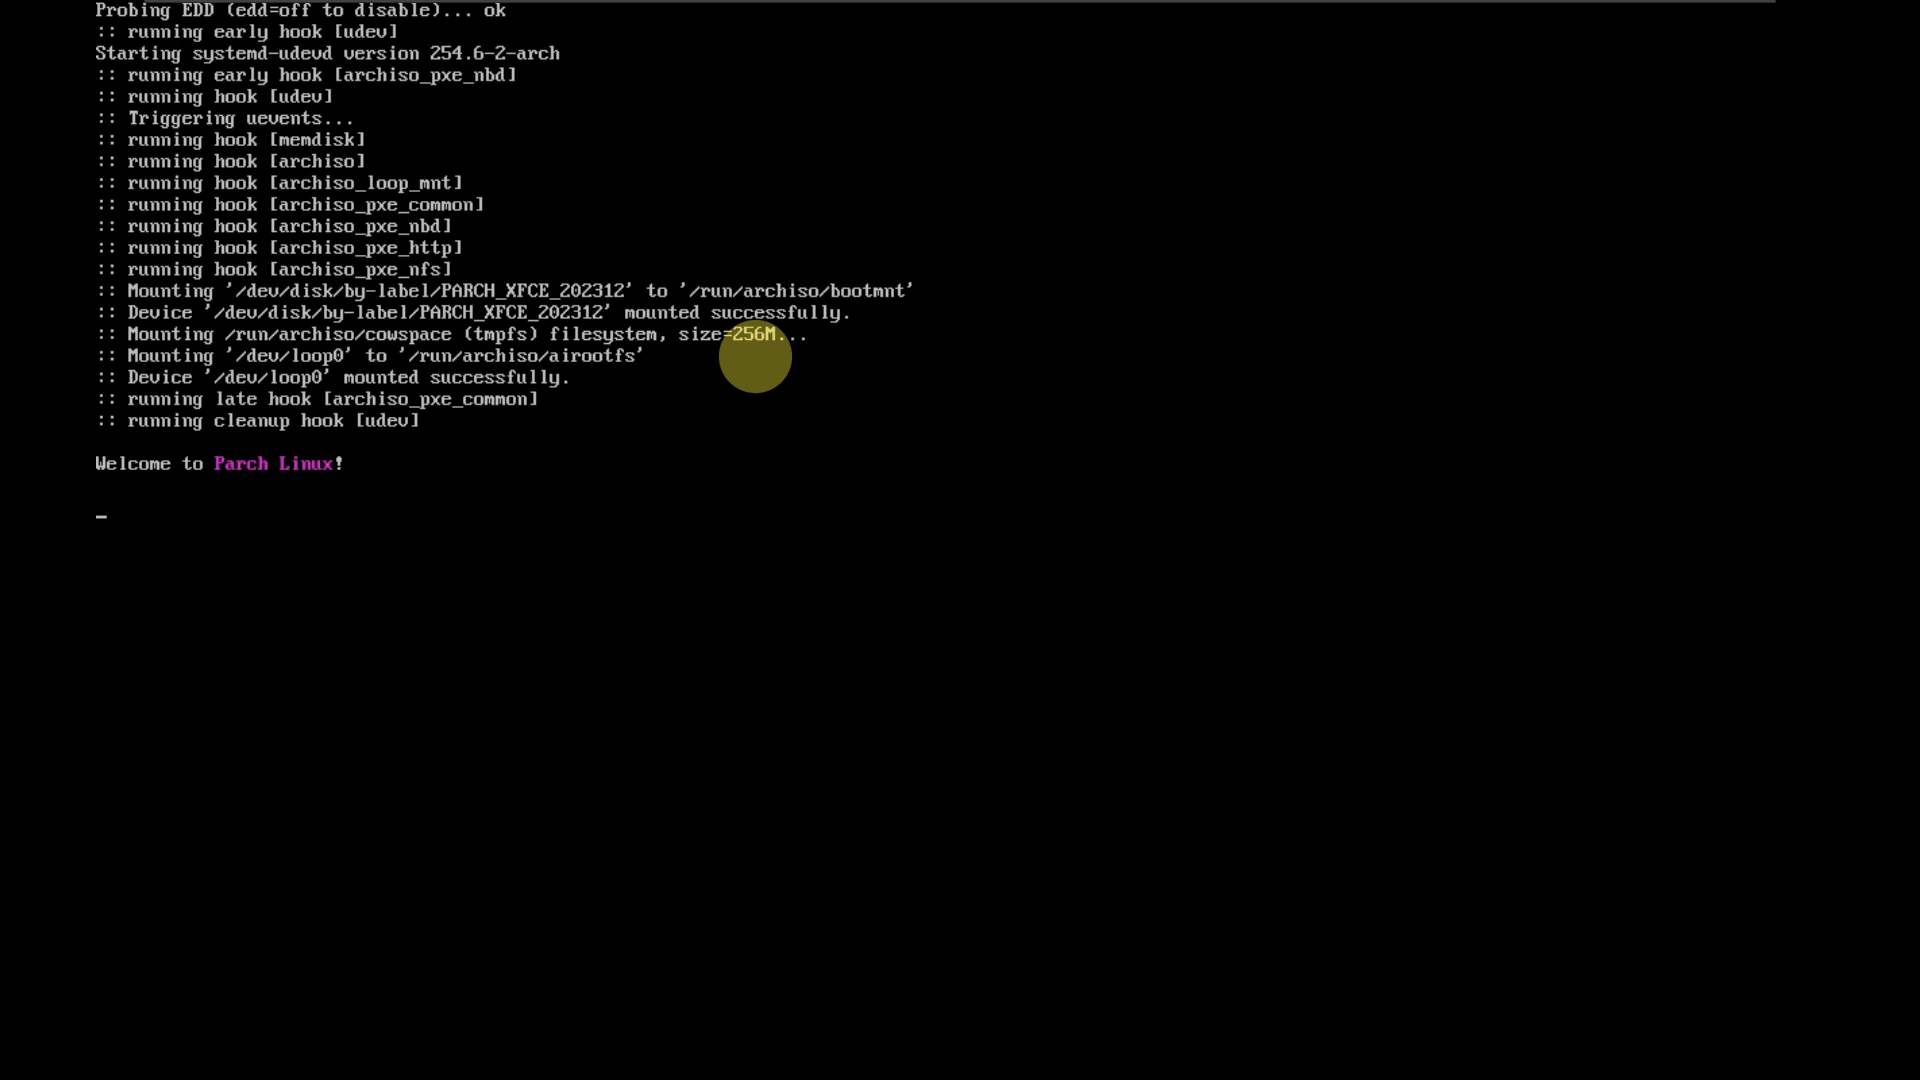 Probing EDD (edd=off to disable)... ok
:: running early hook [udev]
Starting systemd-udevd version 254.6-2-arch
:: running early hook [archiso_pxe_nbd]
:: running hook [udev]
:: Triggering uevents...
:: running hook [memdisk]
:: running hook [archiso]
:: running hook [archiso_loop_mnt]
:: running hook [archiso_pxe_common]
:: running hook [archiso_pxe_nbd]
:: running hook [archiso_pxe_http]
:: running hook [archiso_pxe_nfs]
:: Mounting '/dev/disk/by-label/PARCH_XFCE_202312' to '/run/archiso/bootmnt'
:: Device '/dev/disk/by-label/PARCH_XFCE_202312' mounted successfully.
:: Mounting /run/archiso/cowspace (tmpfs) filesystem, size=256M...
:: Mounting '/dev/loop0' to '/run/archiso/airootfs'
:: Device '/dev/loop0' mounted successfully.
:: running late hook [archiso_pxe_common]
:: running cleanup hook [udev]
Welcome to Parch Linux!